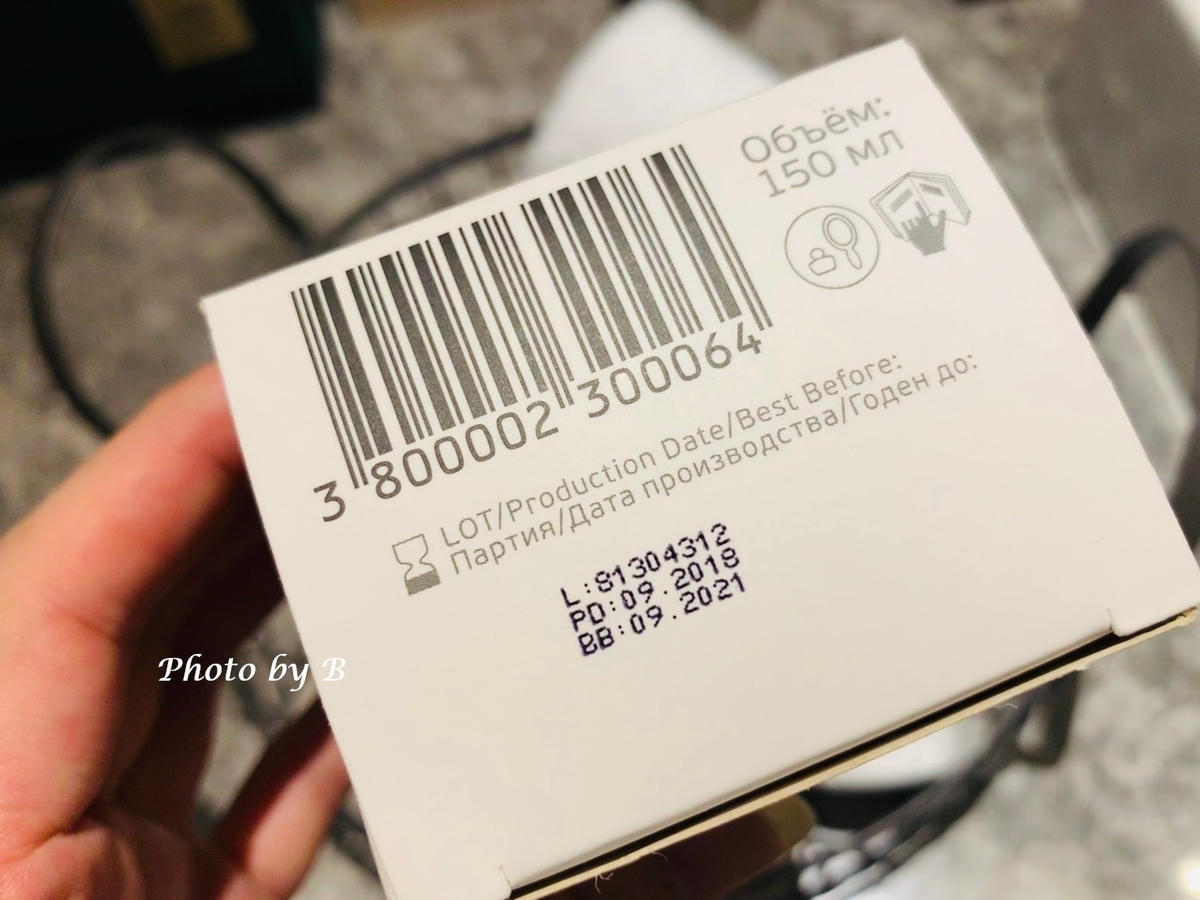 Объём:
150 мл
3 800002 300064
LOT/Production Date/Best Before:
Партия/Дата производства/Годен до:
L:81304312
PD:09.2018
BB:09.2021
Photo by B